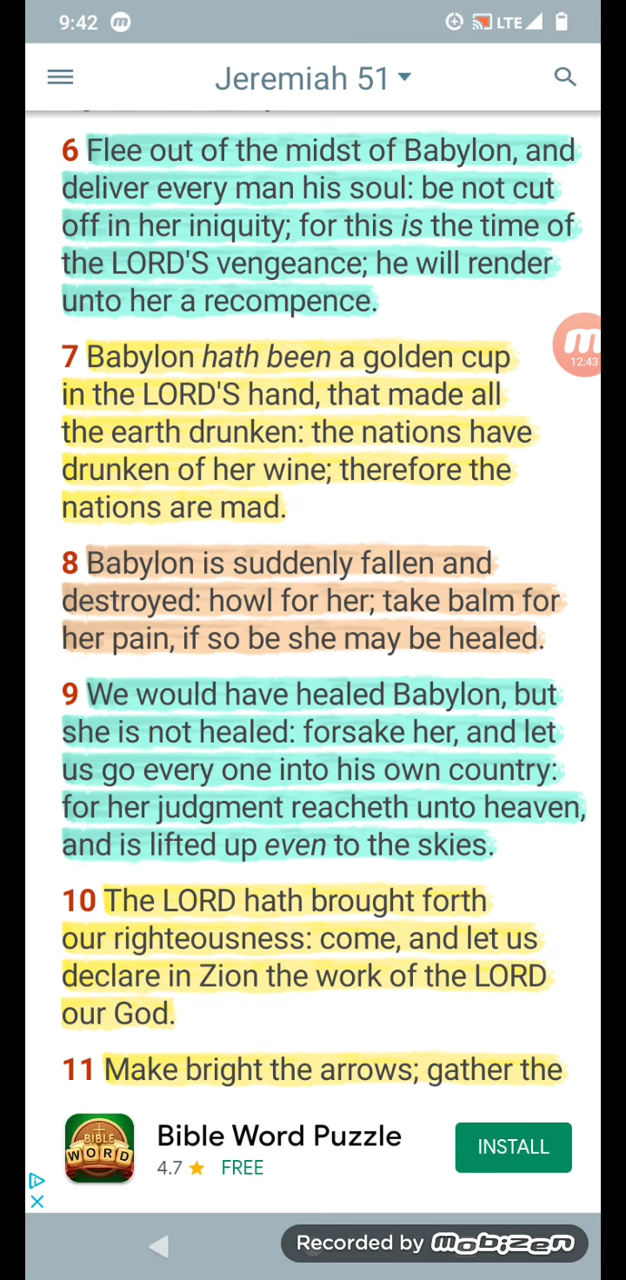 9:42 m LTE
Jeremiah 51
6 Flee out of the midst of Babylon, and
deliver every man his soul: be not cut
off in her iniquity; for this is the time of
the LORD'S vengeance; he will render
unto her a recompence.
m
12:43
7 Babylon hath been a golden cup
in the LORD'S hand, that made all
the earth drunken: the nations have
drunken of her wine; therefore the
nations are mad.
8 Babylon is suddenly fallen and
destroyed: howl for her; take balm for
her pain, if so be she may be healed.
9 We would have healed Babylon, but
she is not healed: forsake her, and let
us go every one into his own country:
for her judgment reacheth unto heaven,
and is lifted up even to the skies.
10 The LORD hath brought forth
our righteousness: come, and let us
declare in Zion the work of the LORD
our God.
11 Make bright the arrows; gather the
BIBLE
WORD
Bible Word Puzzle
4.7 ★ FREE
INSTALL
Recorded by mobizen